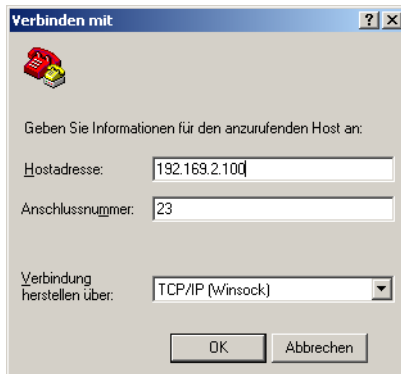 Verbinden mit
Geben Sie Informationen für den anzurufenden Host an:
Hostadresse: 192.169.2.100
Anschlussnummer: 23
Verbindung
herstellen über: TCP/IP (Winsock)
OK Abbrechen